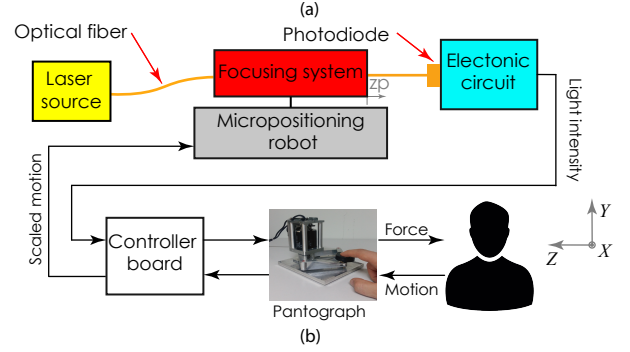 (a)
Optical fiber
Photodiode
Laser
source
Focusing system
zp
Electonic
circuit
Micropositioning
robot
Light intensity
Scaled motion
Controller
board
Force
Motion
Pantograph
Y
Z
X
(b)